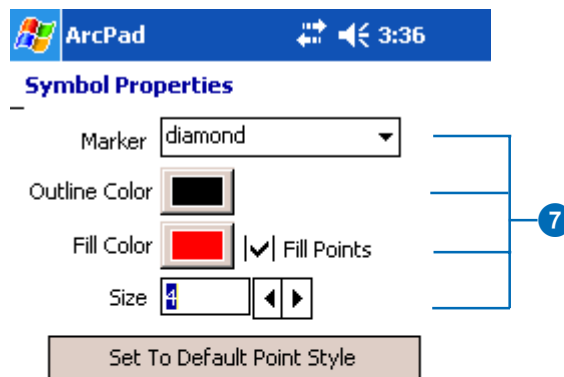 ArcPad 3:36
Symbol Properties
Marker diamond
Outline Color
Fill Color Fill Points
Size 4
Set To Default Point Style
7